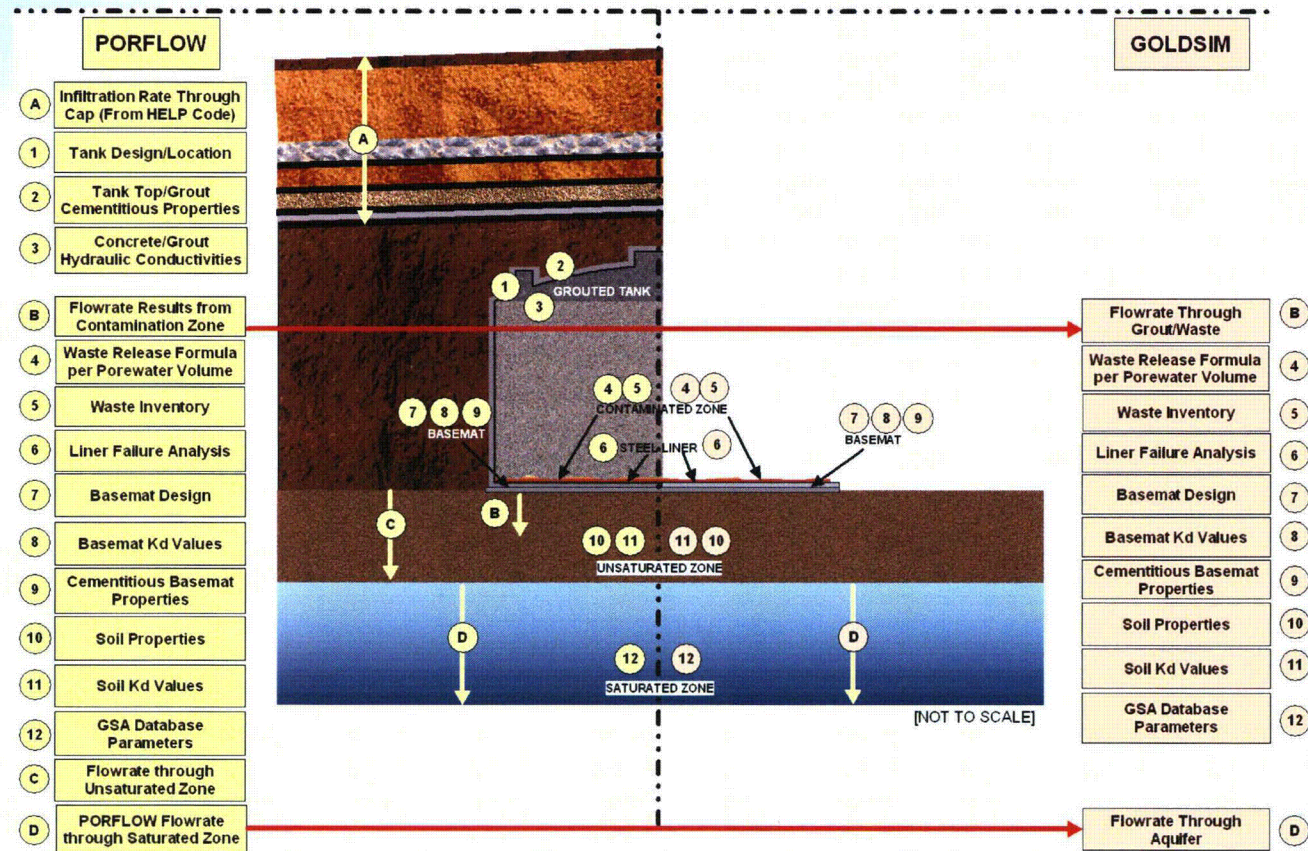 PORFLOW
A
Infiltration Rate Through
Cap (From HELP Code)
1
Tank Design/Location
2
Tank Top/Grout
Cementitious Properties
3
Concrete/Grout
Hydraulic Conductivities
B
Flowrate Results from
Contamination Zone
4
Waste Release Formula
per Porewater Volume
5
Waste Inventory
6
Liner Failure Analysis
7
Basemat Design
8
Basemat Kd Values
9
Cementitious Basemat
Properties
10
Soil Properties
11
Soil Kd Values
12
GSA Database
Parameters
C
Flowrate through
Unsaturated Zone
D
PORFLOW Flowrate
through Saturated Zone
A
2
1
GROUTED TANK
3
4 5 4 5
CONTAMINATED ZONE
7 8 9
BASEMAT
7 8 9
BASEMAT
6 STEEL LINER 6
B
C
10 11 11 10
UNSATURATED ZONE
D
D
12 12
SATURATED ZONE
[NOT TO SCALE]
GOLDSIM
Flowrate Through
Grout/Waste
B
Waste Release Formula
per Porewater Volume
4
Waste Inventory
5
Liner Failure Analysis
6
Basemat Design
7
Basemat Kd Values
8
Cementitious Basemat
Properties
9
Soil Properties
10
Soil Kd Values
11
GSA Database
Parameters
12
Flowrate Through
Aquifer
D